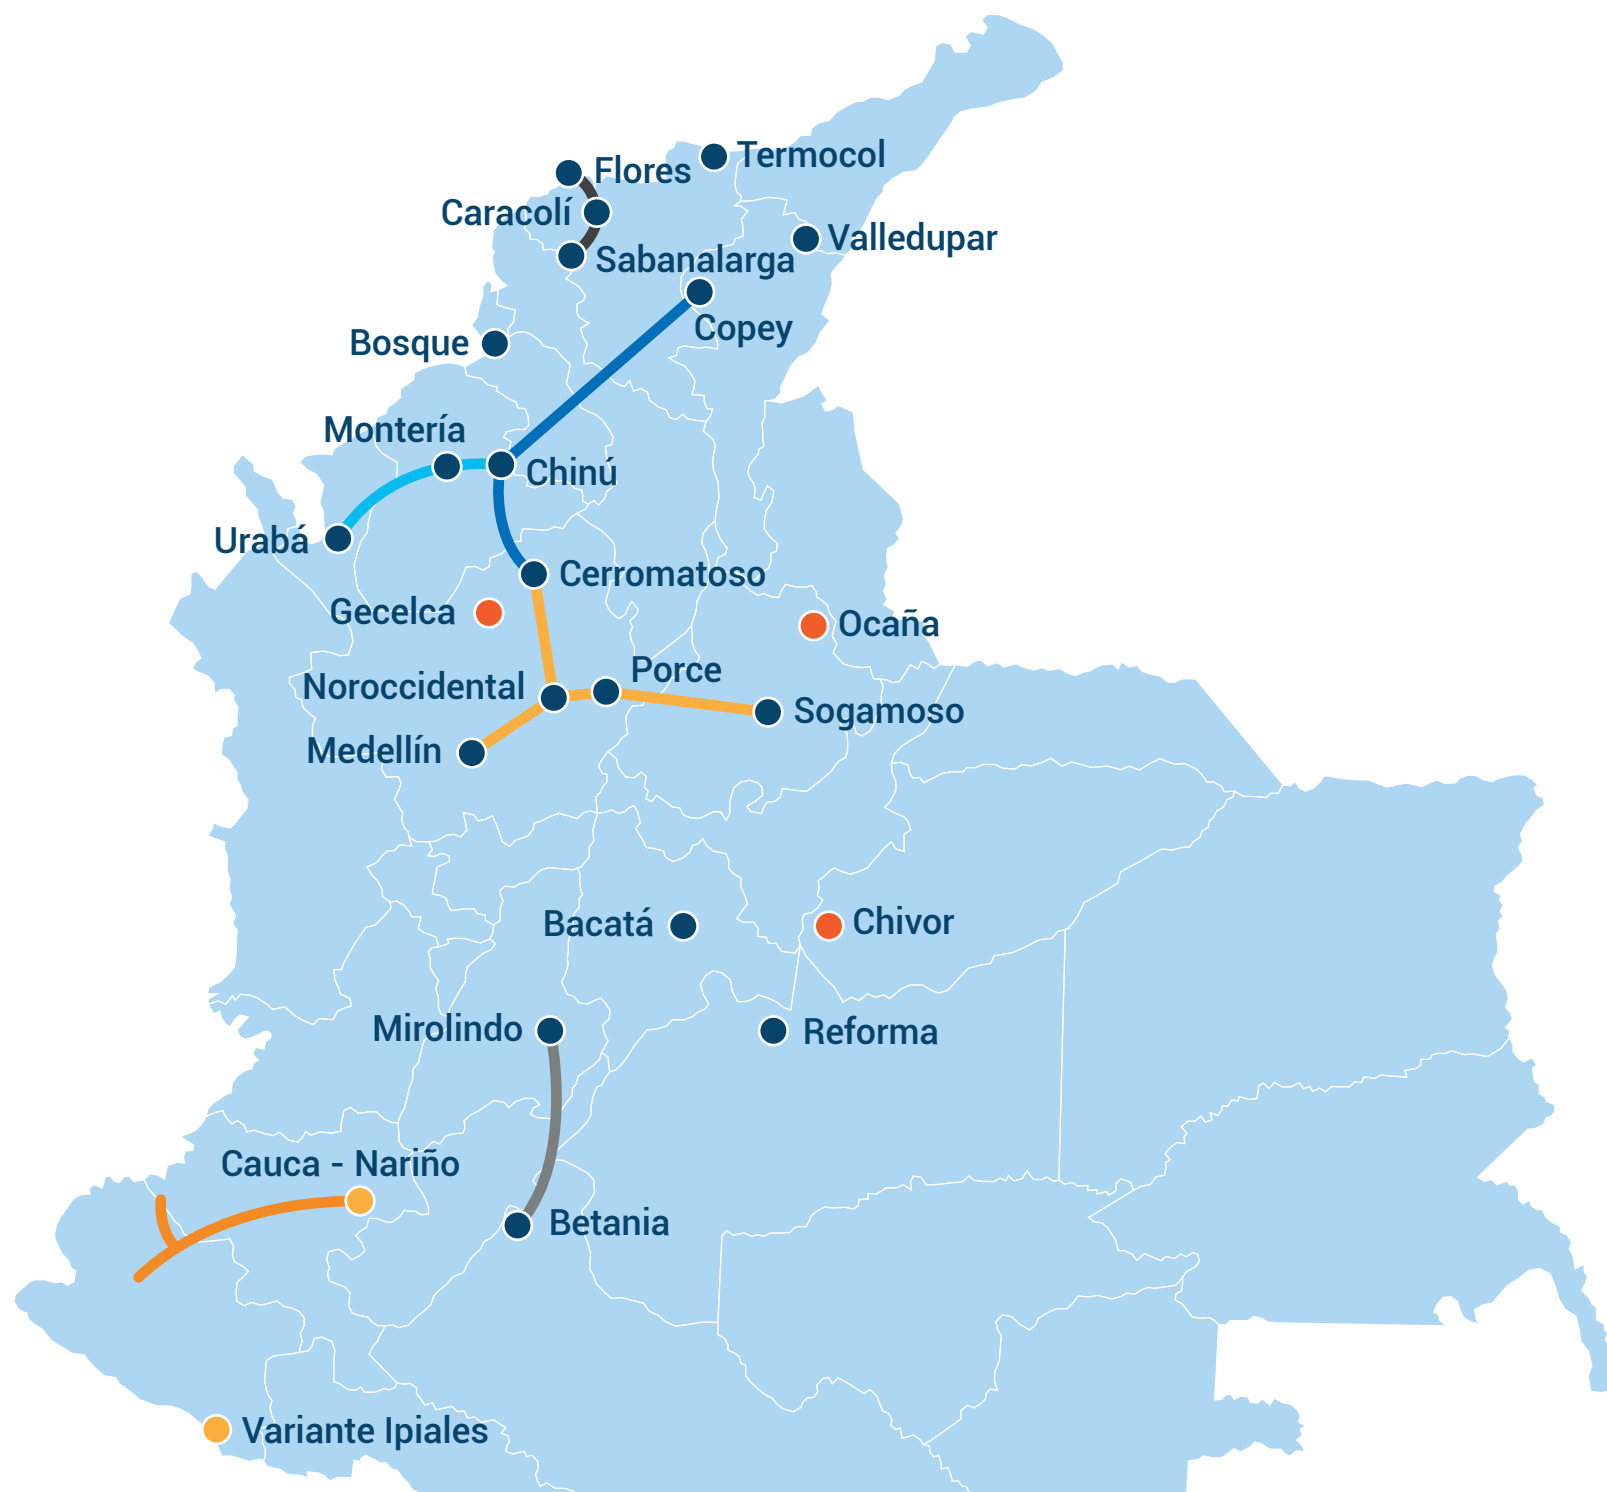 Termocol
Flores
Caracolí
Valledupar
Sabanalarga
Copey
Bosque
Montería
Chinú
Urabá
Cerromatoso
Gecelca
Ocaña
Porce
Noroccidental
Sogamoso
Medellín
Bacatá
Chivor
Mirolindo
Reforma
Cauca - Nariño
Betania
Variante Ipiales